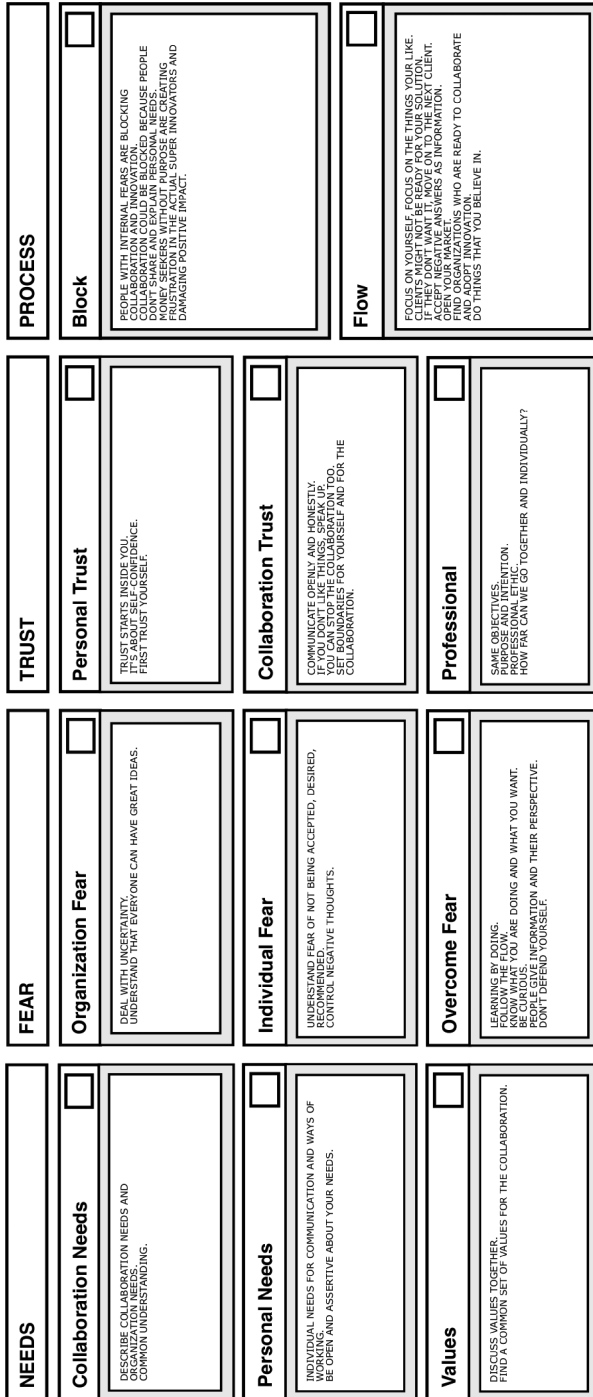 NEEDS
Collaboration Needs
DESCRIBE COLLABORATION NEEDS AND
ORGANIZATION NEEDS.
COMMON UNDERSTANDING.
Personal Needs
INDIVIDUAL NEEDS FOR COMMUNICATION AND WAYS OF
WORKING.
BE OPEN AND ASSERTIVE ABOUT YOUR NEEDS.
Values
DISCUSS VALUES TOGETHER.
FIND A COMMON SET OF VALUES FOR THE COLLABORATION.
FEAR
Organization Fear
DEAL WITH UNCERTAINTY.
UNDERSTAND THAT EVERYONE CAN HAVE GREAT IDEAS.
Individual Fear
UNDERSTAND FEAR OF NOT BEING ACCEPTED, DESIRED,
RECOMMENDED.
CONTROL NEGATIVE THOUGHTS.
Overcome Fear
LEARNING BY DOING.
FOLLOW THE FLOW.
KNOW WHAT YOU ARE DOING AND WHAT YOU WANT.
BE CURIOUS.
PEOPLE GIVE INFORMATION AND THEIR PERSPECTIVE.
DON'T DEFEND YOURSELF.
TRUST
Personal Trust
TRUST STARTS INSIDE YOU.
IT'S ABOUT SELF-CONFIDENCE.
FIRST TRUST YOURSELF.
Collaboration Trust
COMMUNICATE OPENLY AND HONESTLY.
IF YOU DON'T LIKE THINGS, SPEAK UP.
YOU CAN STOP THE COLLABORATION TOO.
SET BOUNDARIES FOR YOURSELF AND FOR THE
COLLABORATION.
Professional
SAME OBJECTIVES.
PURPOSE AND INTENTION.
PROFESSIONAL ETHIC.
HOW FAR CAN WE GO TOGETHER AND INDIVIDUALLY?
PROCESS
Block
PEOPLE WITH INTERNAL FEARS ARE BLOCKING
COLLABORATION AND INNOVATION.
COLLABORATION COULD BE BLOCKED BECAUSE PEOPLE
DON'T SHARE AND EXPLAIN PERSONAL NEEDS.
MONEY SEEKERS WITHOUT PURPOSE ARE CREATING
FRUSTRATION IN THE ACTUAL SUPER INNOVATORS AND
DAMAGING POSITIVE IMPACT.
Flow
FOCUS ON YOURSELF. FOCUS ON THE THINGS YOUR LIKE.
CLIENTS MIGHT NOT BE READY FOR YOUR SOLUTION.
IF THEY DON'T WANT IT, MOVE ON TO THE NEXT CLIENT.
ACCEPT NEGATIVE ANSWERS AS INFORMATION.
OPEN YOUR MARKET.
FIND ORGANIZATIONS WHO ARE READY TO COLLABORATE
AND ADOPT INNOVATION.
DO THINGS THAT YOU BELIEVE IN.